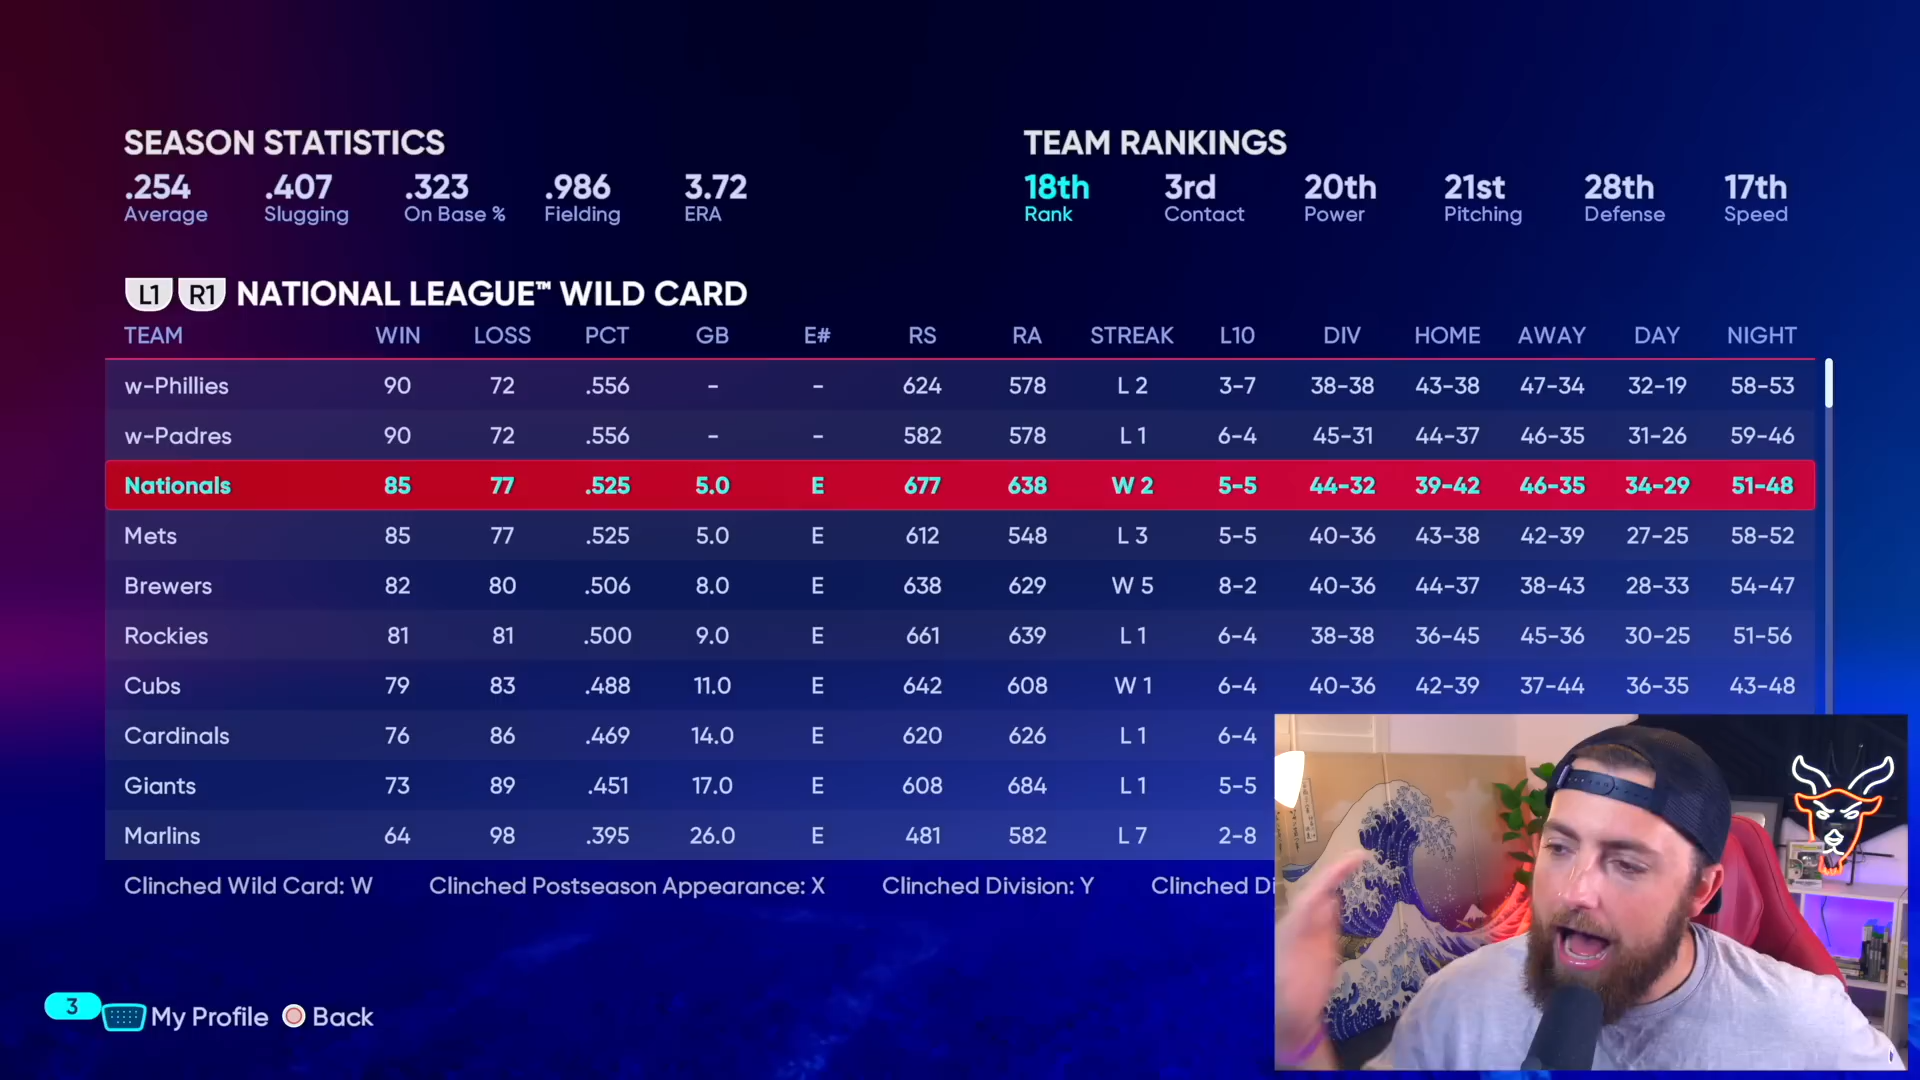 SEASON STATISTICS
.254 .407 .323 .986 3.72
Average Slugging On Base % Fielding ERA
TEAM RANKINGS
18th 3rd 20th 21st 28th 17th
Rank Contact Power Pitching Defense Speed
L1 R1 NATIONAL LEAGUE™ WILD CARD
TEAM WIN LOSS PCT GB E# RS RA STREAK L10 DIV HOME AWAY DAY NIGHT
w-Phillies 90 72 .556 - - 624 578 L 2 3-7 38-38 43-38 47-34 32-19 58-53
w-Padres 90 72 .556 - - 582 578 L 1 6-4 45-31 44-37 46-35 31-26 59-46
Nationals 85 77 .525 5.0 E 677 638 W 2 5-5 44-32 39-42 46-35 34-29 51-48
Mets 85 77 .525 5.0 E 612 548 L 3 5-5 40-36 43-38 42-39 27-25 58-52
Brewers 82 80 .506 8.0 E 638 629 W 5 8-2 40-36 44-37 38-43 28-33 54-47
Rockies 81 81 .500 9.0 E 661 639 L 1 6-4 38-38 36-45 45-36 30-25 51-56
Cubs 79 83 .488 11.0 E 642 608 W 1 6-4 40-36 42-39 37-44 36-35 43-48
Cardinals 76 86 .469 14.0 E 620 626 L 1 6-4
Giants 73 89 .451 17.0 E 608 684 L 1 5-5
Marlins 64 98 .395 26.0 E 481 582 L 7 2-8
Clinched Wild Card: W Clinched Postseason Appearance: X Clinched Division: Y Clinched Di
3 My Profile Back